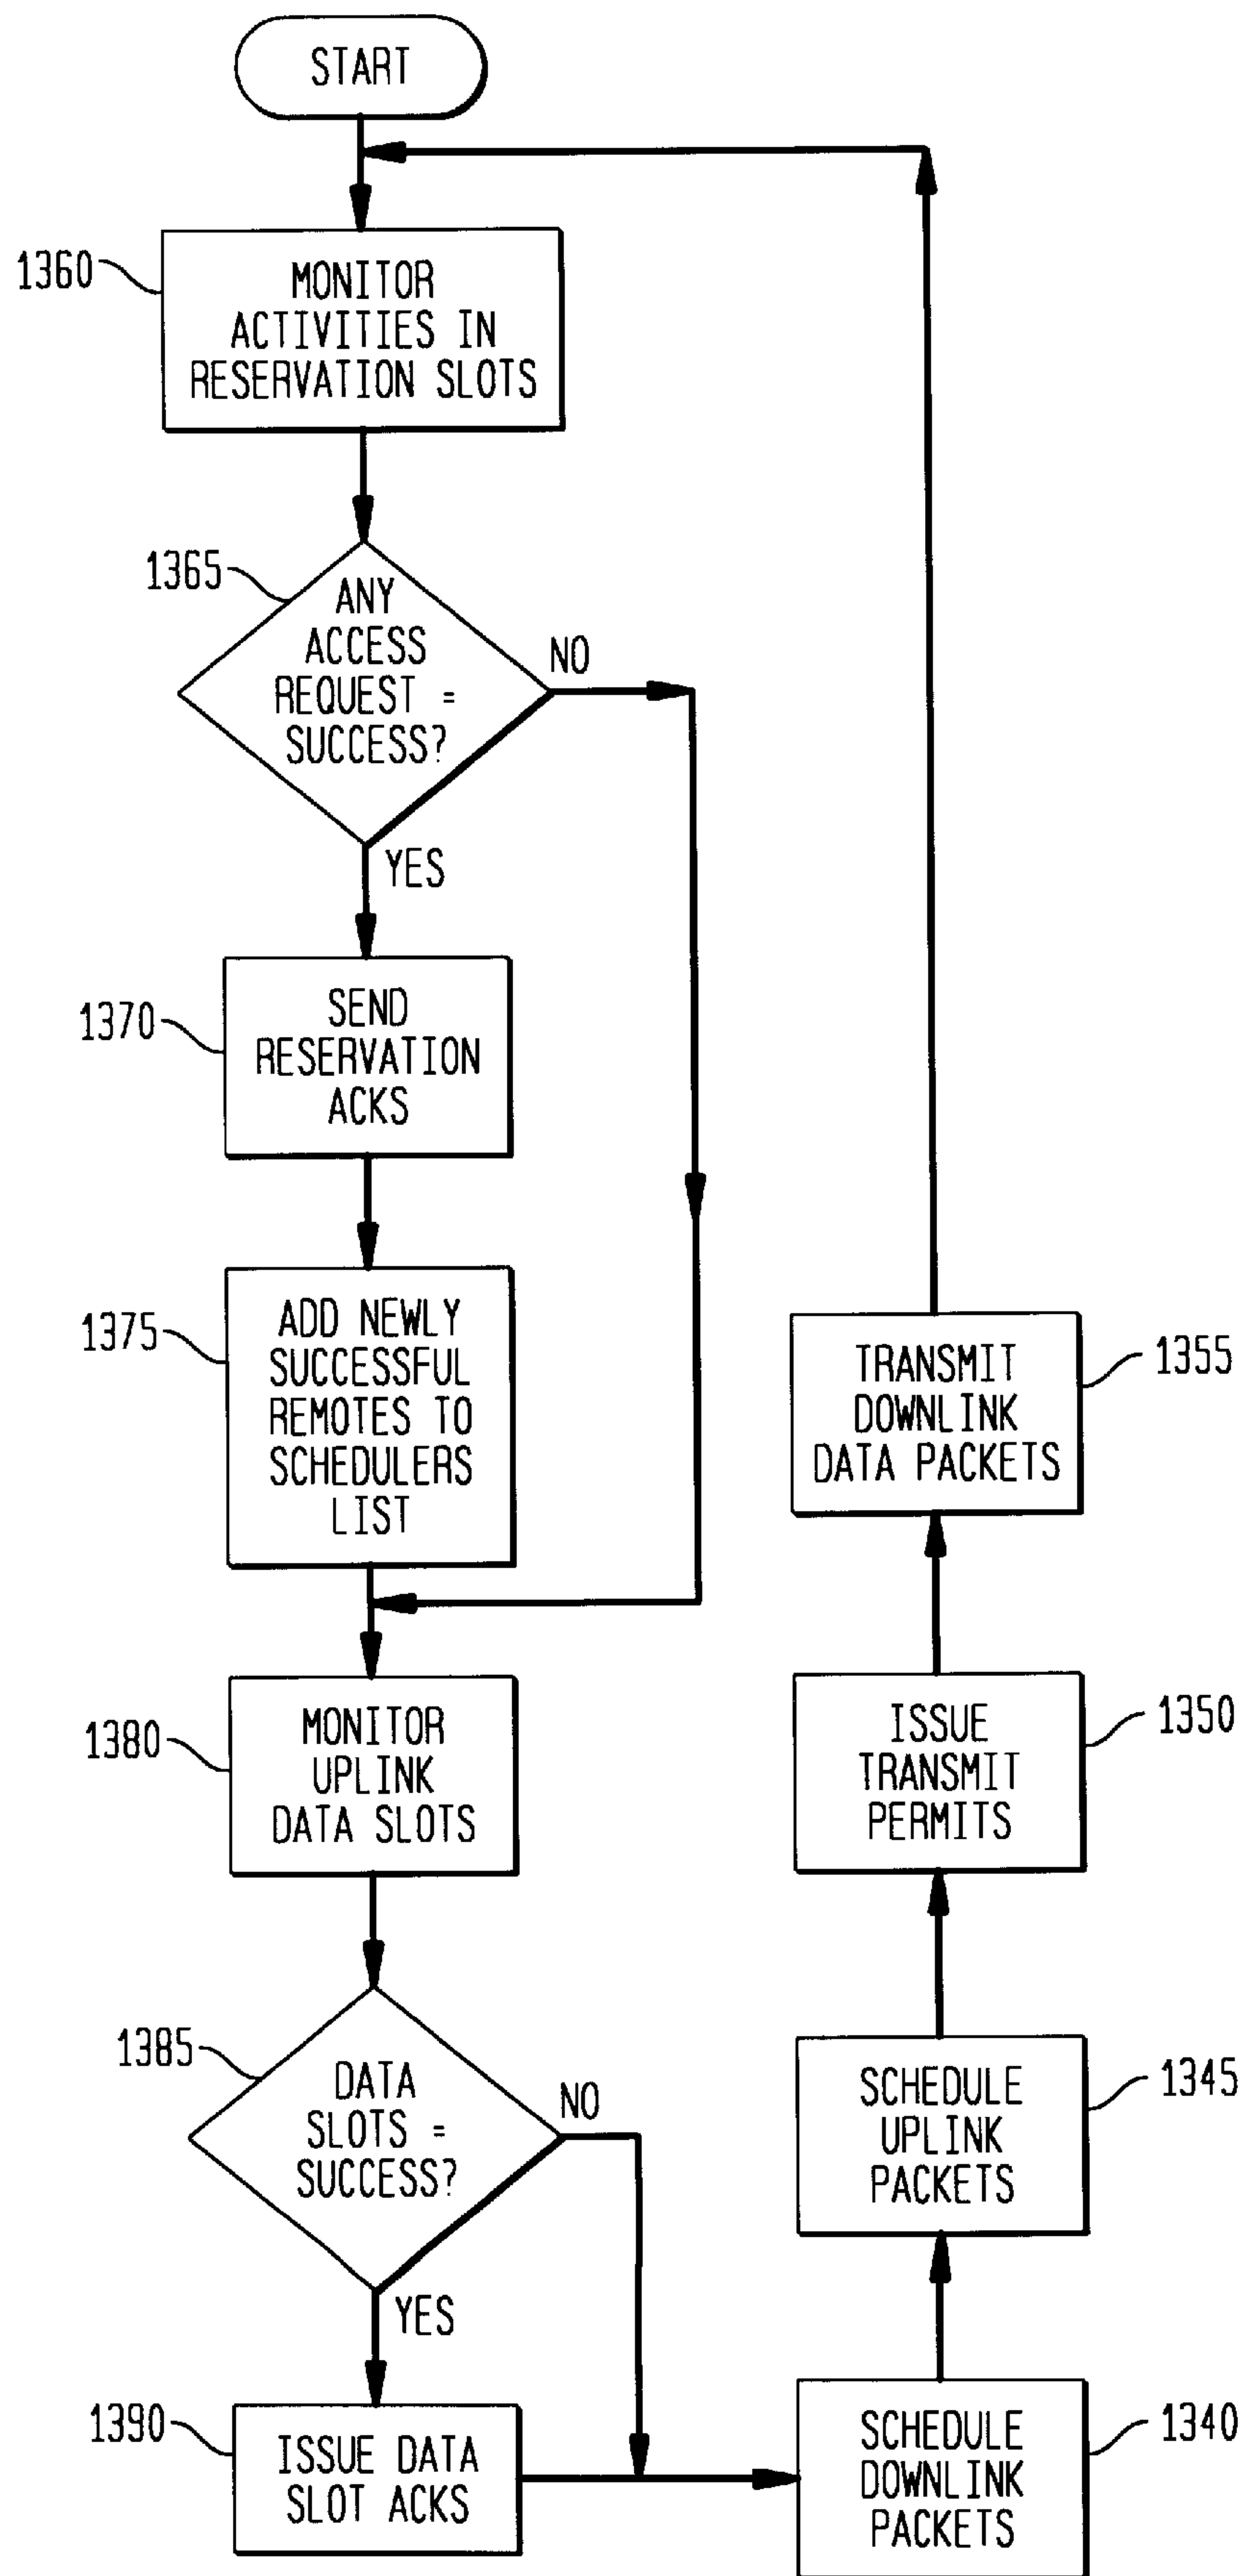 START
1360
MONITOR
ACTIVITIES IN
RESERVATION SLOTS
1365
ANY
ACCESS
REQUEST =
SUCCESS?
NO
YES
1370
SEND
RESERVATION
ACKS
1375
ADD NEWLY
SUCCESSFUL
REMOTES TO
SCHEDULERS
LIST
1380
MONITOR
UPLINK
DATA SLOTS
1385
DATA
SLOTS =
SUCCESS?
NO
YES
1390
ISSUE DATA
SLOT ACKS
SCHEDULE
DOWNLINK
PACKETS
1340
SCHEDULE
UPLINK
PACKETS
1345
ISSUE
TRANSMIT
PERMITS
1350
TRANSMIT
DOWNLINK
DATA PACKETS
1355